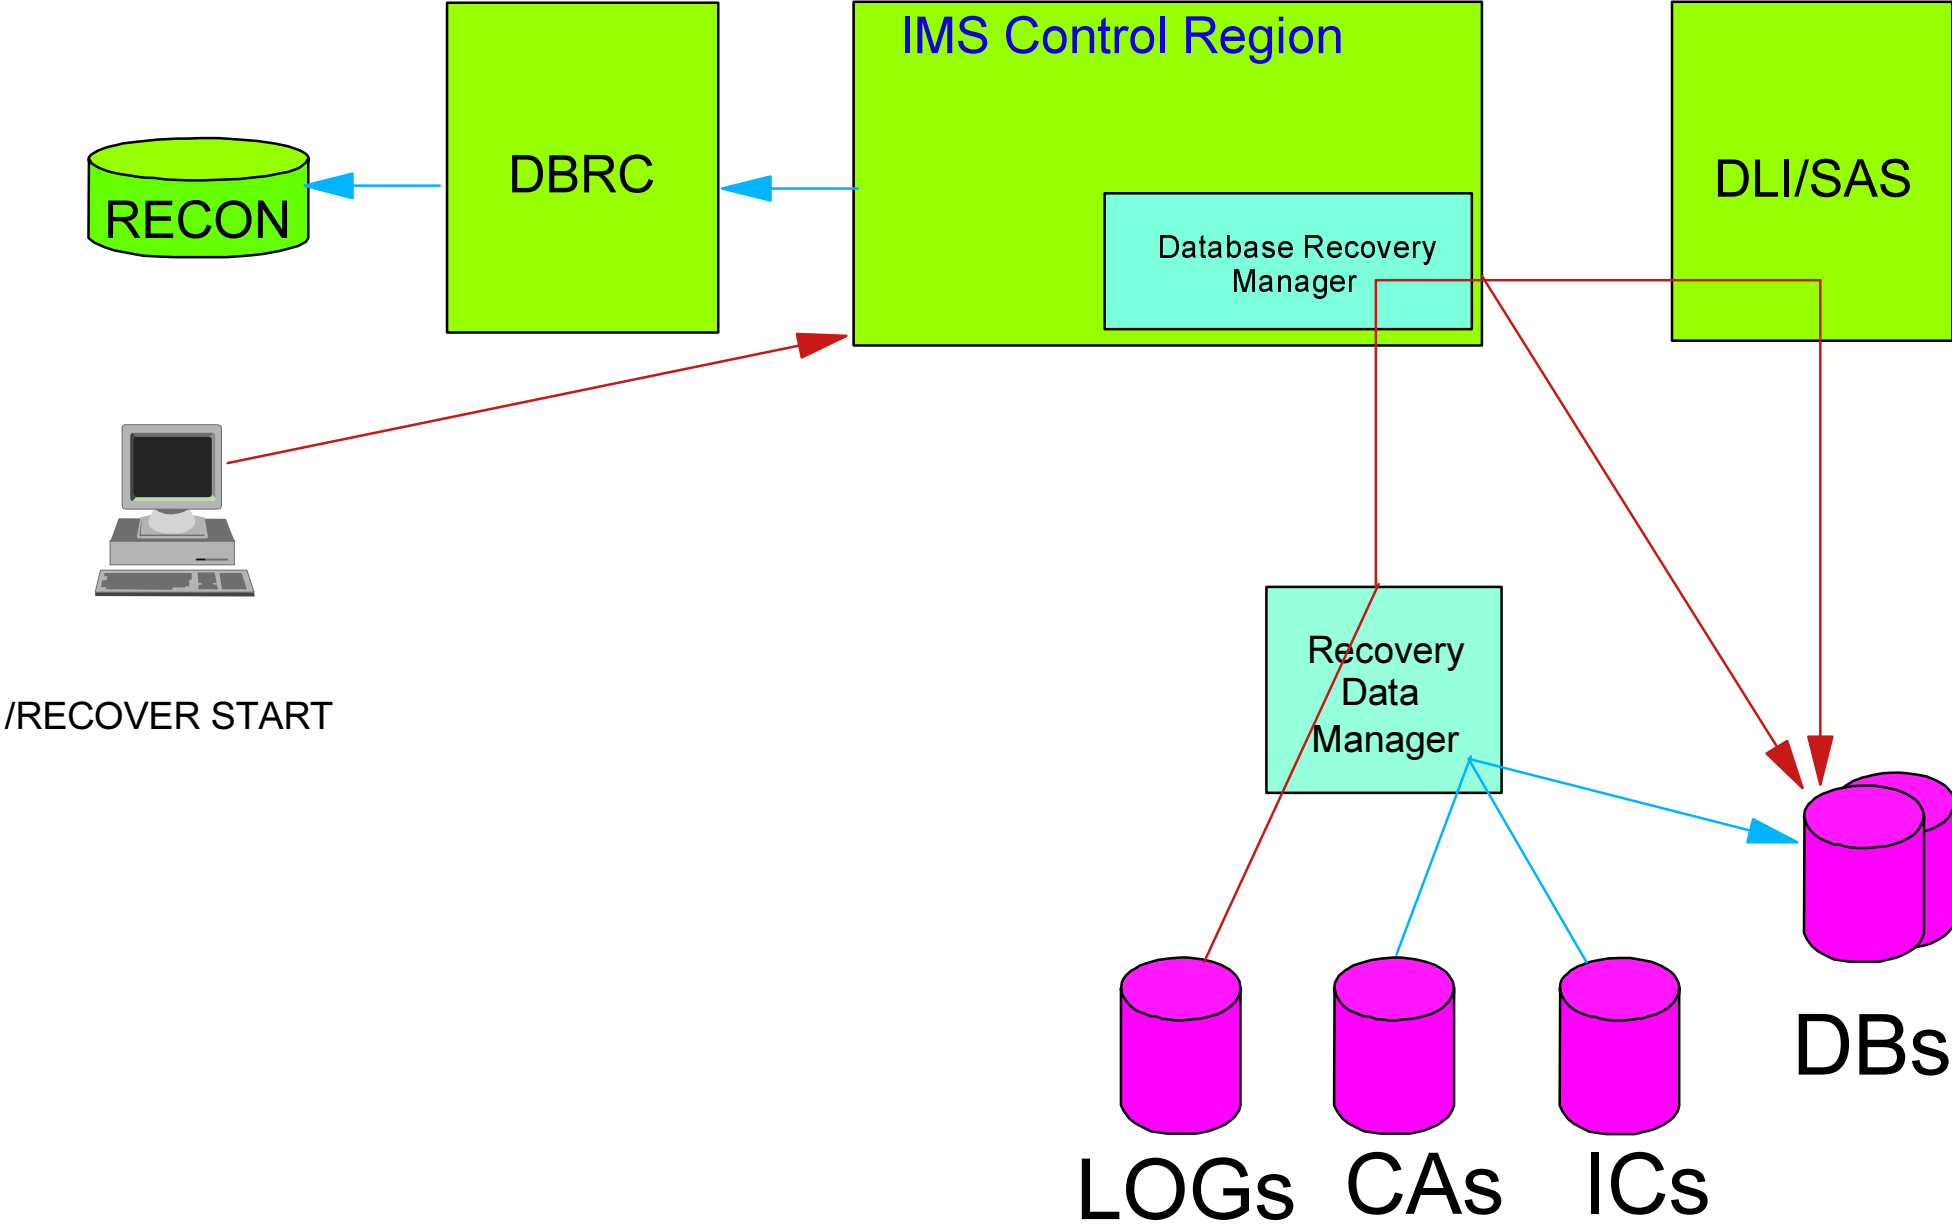 IMS Control Region
DBRC
DLI/SAS
RECON
Database Recovery
Manager
Recovery
Data
Manager
/RECOVER START
DBs
LOGs
CAs
ICs